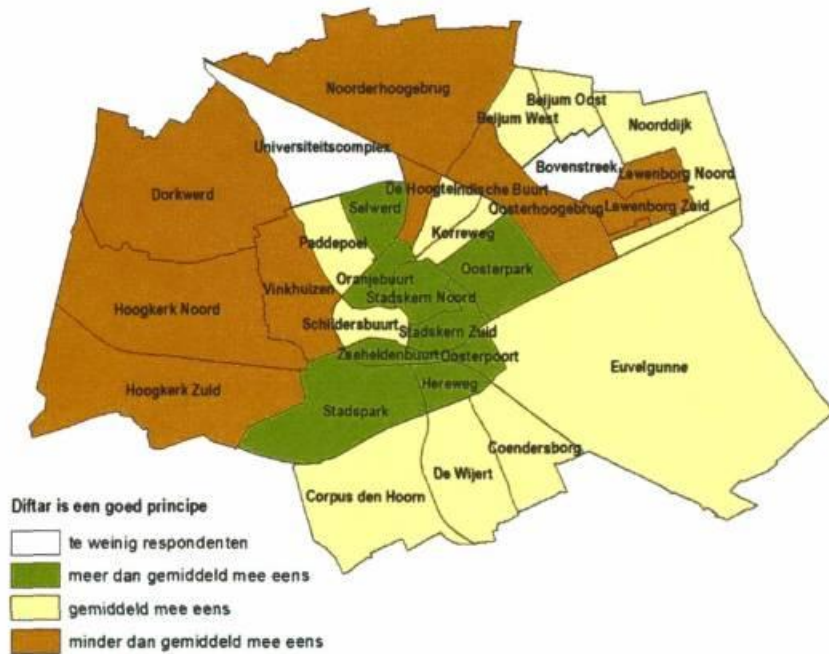 Noorderhoogebrug
Beijum Oost
Beijum West
Noorddijk
Universiteitscomplex
Bovenstreek
Lewenborg Noord
Dorkwerd
De Hoogte
Indische Buurt
Selwerd
Oosterhoogebrug
Lewenborg Zuid
Paddepoel
Korreweg
Oosterpark
Oranjebuurt
Vinkhuizen
Stadskern Noord
Hoogkerk Noord
Schildersbuurt
Stadskern Zuid
Zeeheldenbuurt
Oosterpoort
Euvelgunne
Hoogkerk Zuid
Hereweg
Stadspark
Coendersborg
De Wijert
Corpus den Hoorn
Diftar is een goed principe
te weinig respondenten
meer dan gemiddeld mee eens
gemiddeld mee eens
minder dan gemiddeld mee eens